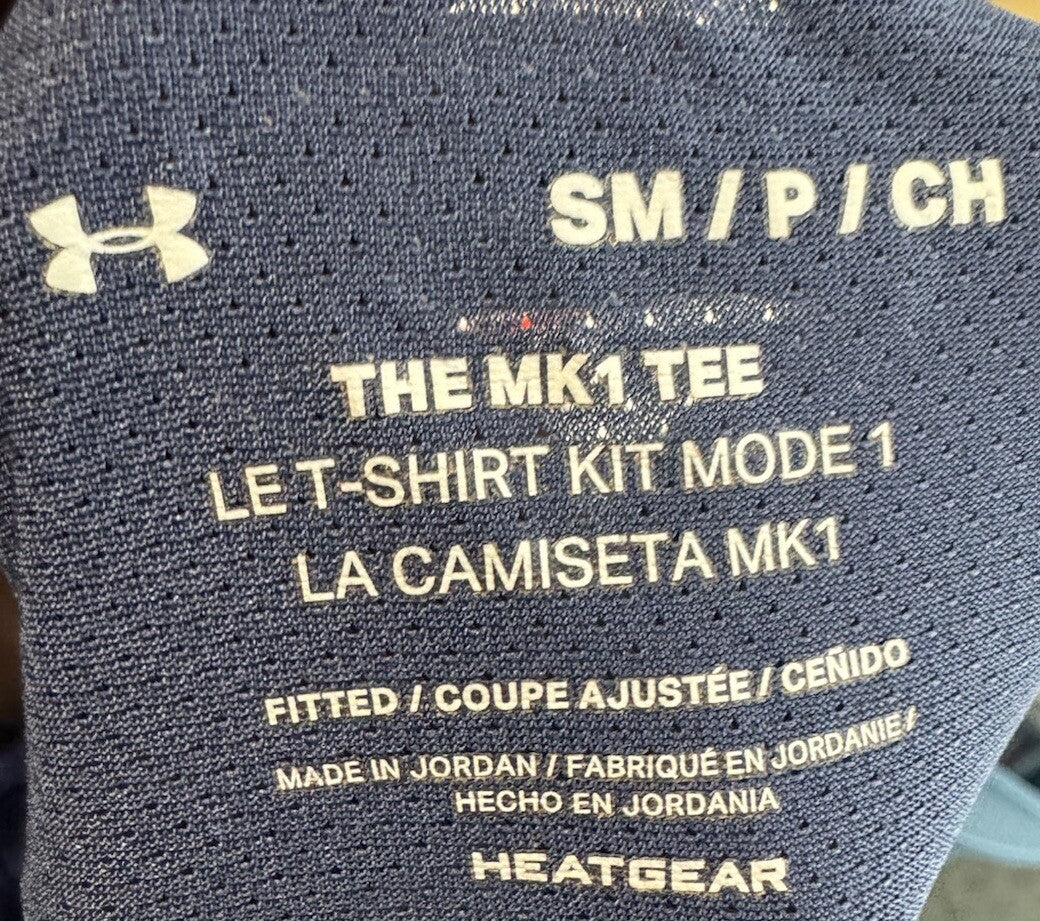 SM / P / CH
THE MK1 TEE
LE T-SHIRT KIT MODE 1
LA CAMISETA MK1
FITTED / COUPE AJUSTÉE / CEÑIDO
MADE IN JORDAN / FABRIQUÉ EN JORDANIE /
HECHO EN JORDANIA
HEATGEAR